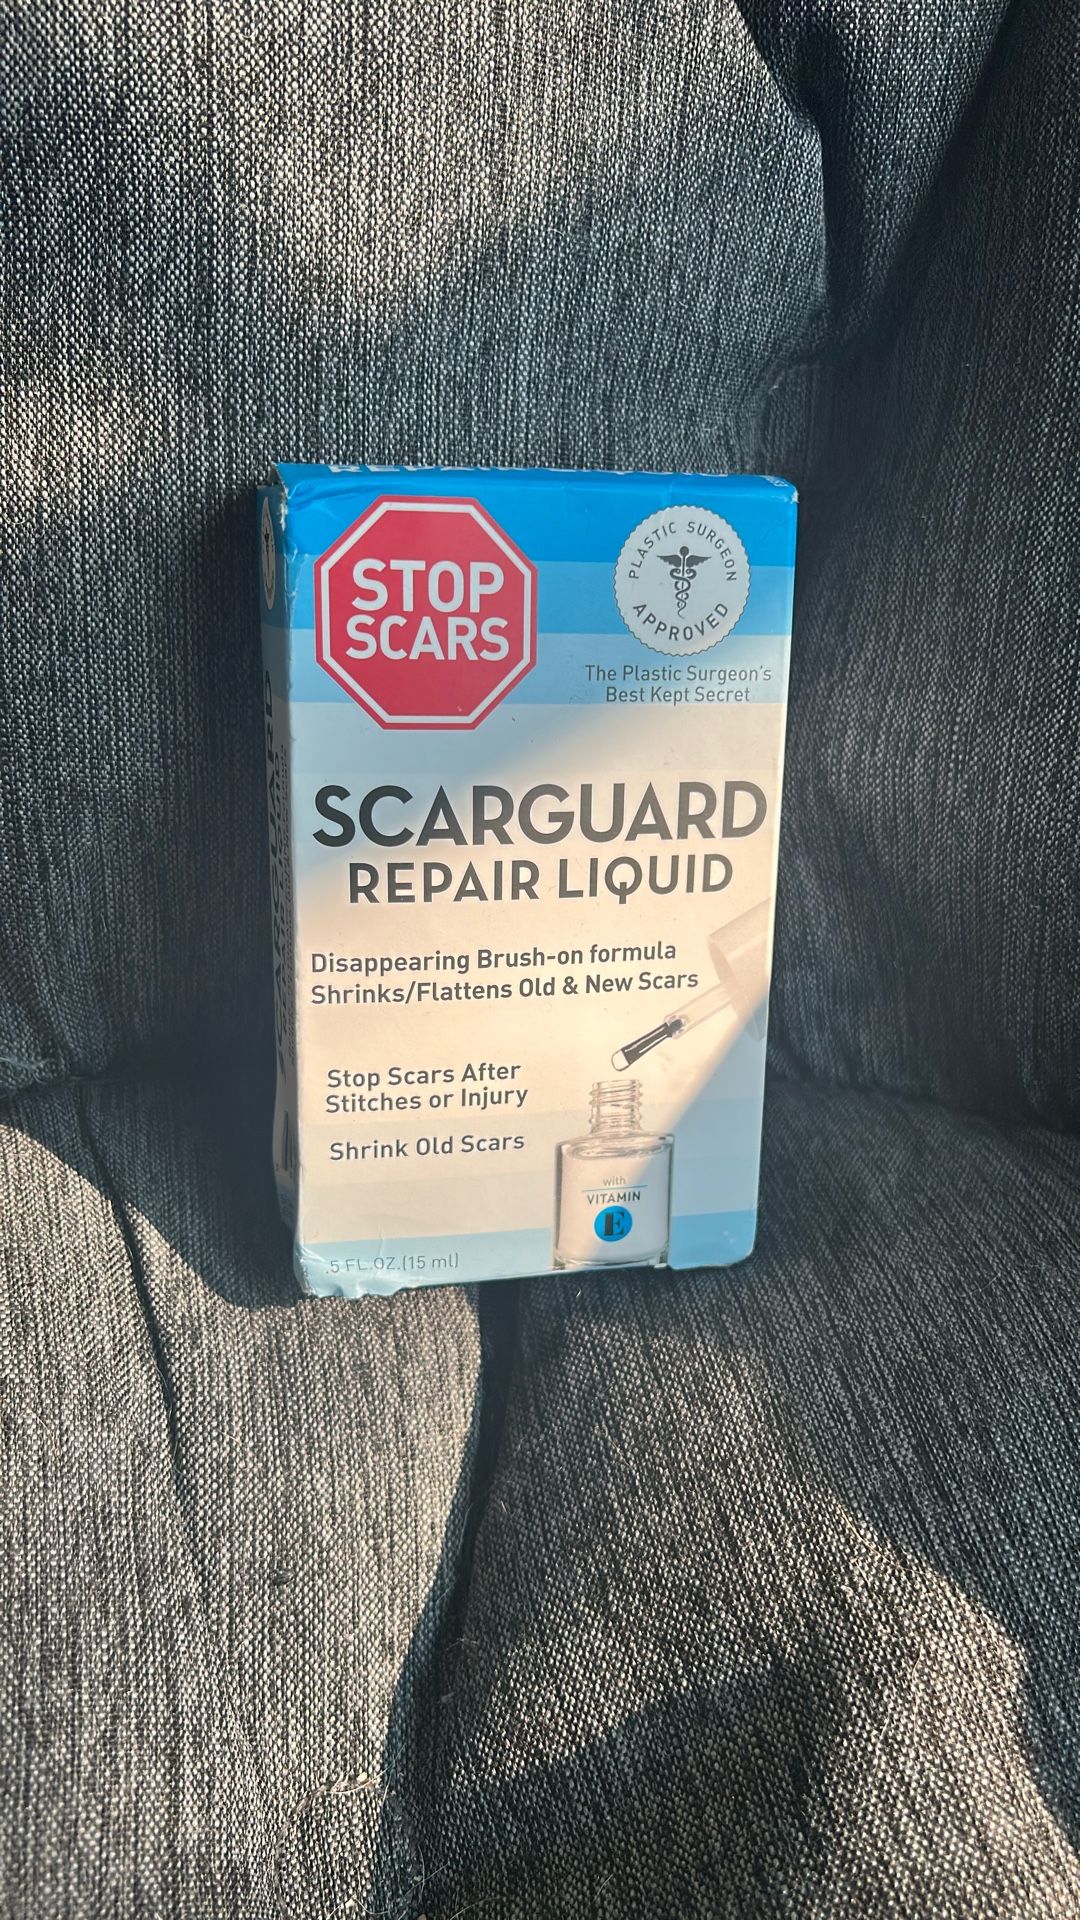 STOP
SCARS
PLASTIC SURGEON
APPROVED
The Plastic Surgeon's
Best Kept Secret
SCARGUARD
REPAIR LIQUID
Disappearing Brush-on formula
Shrinks/Flattens Old & New Scars
Stop Scars After
Stitches or Injury
Shrink Old Scars
with
VITAMIN
E
.5 FL.OZ.(15 ml)